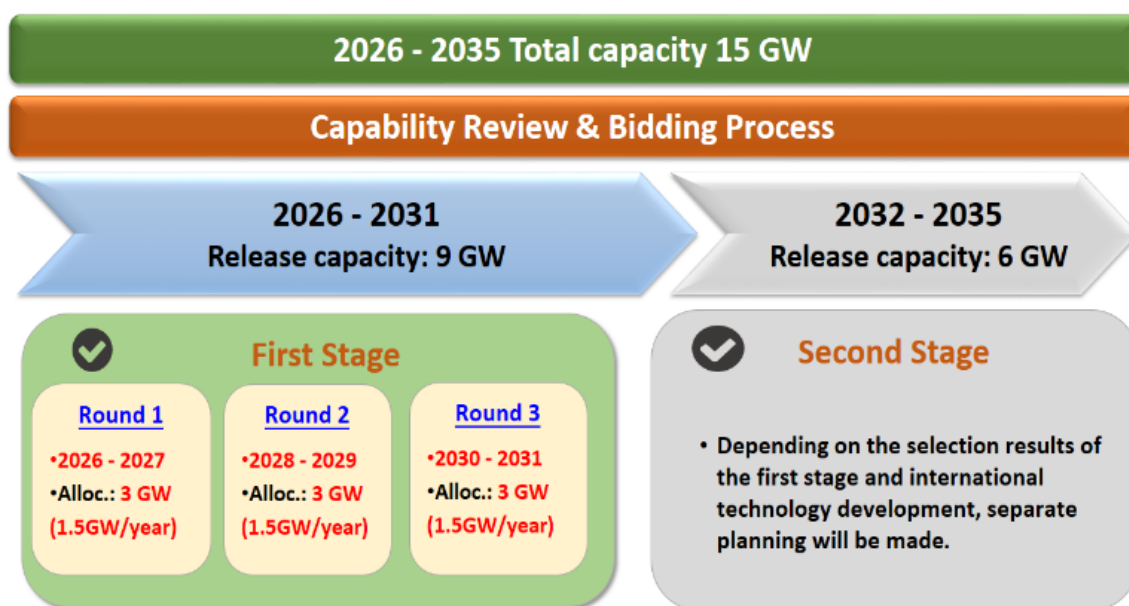 2026 - 2035 Total capacity 15 GW
Capability Review & Bidding Process
2026 - 2031
Release capacity: 9 GW
2032 - 2035
Release capacity: 6 GW
First Stage
Round 1
•2026 - 2027
•Alloc.: 3 GW
(1.5GW/year)
Round 2
•2028 - 2029
•Alloc.: 3 GW
(1.5GW/year)
Round 3
•2030 - 2031
•Alloc.: 3 GW
(1.5GW/year)
Second Stage
• Depending on the selection results of
the first stage and international
technology development, separate
planning will be made.